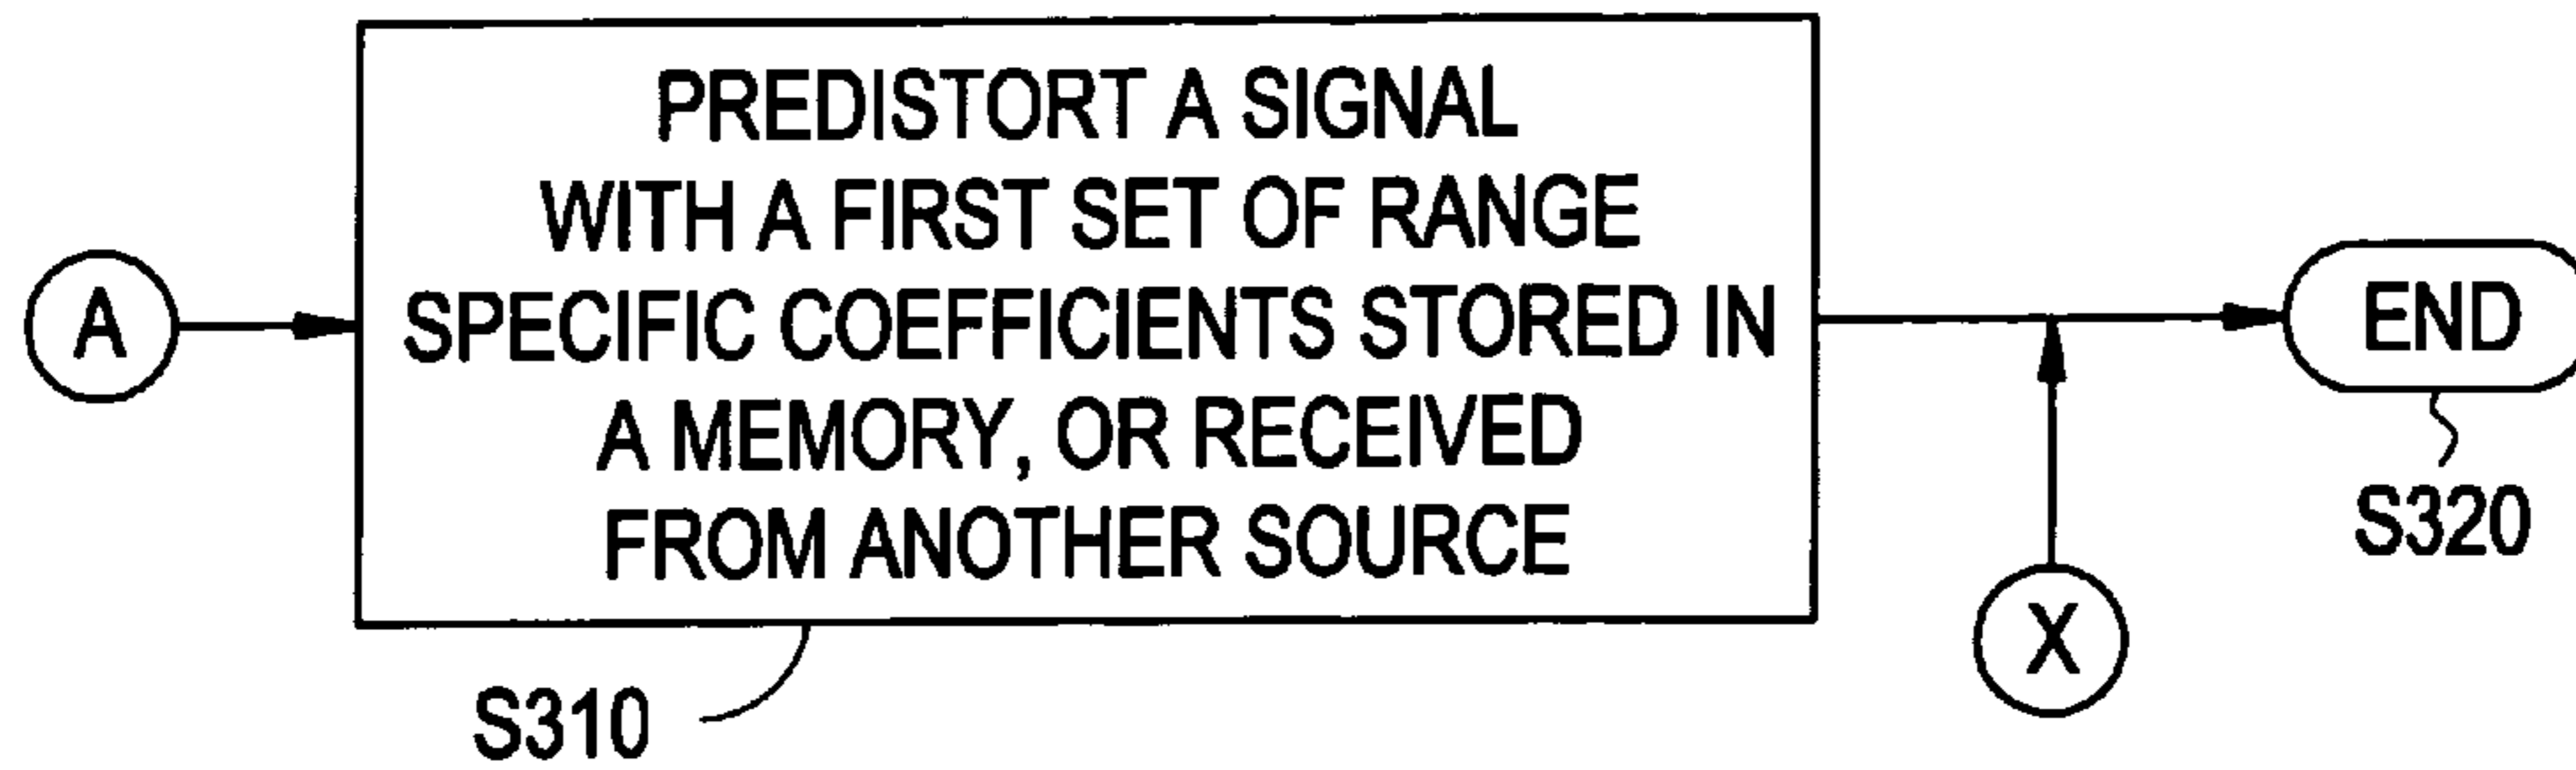 A
PREDISTORT A SIGNAL
WITH A FIRST SET OF RANGE
SPECIFIC COEFFICIENTS STORED IN
A MEMORY, OR RECEIVED
FROM ANOTHER SOURCE
S310
END
S320
X